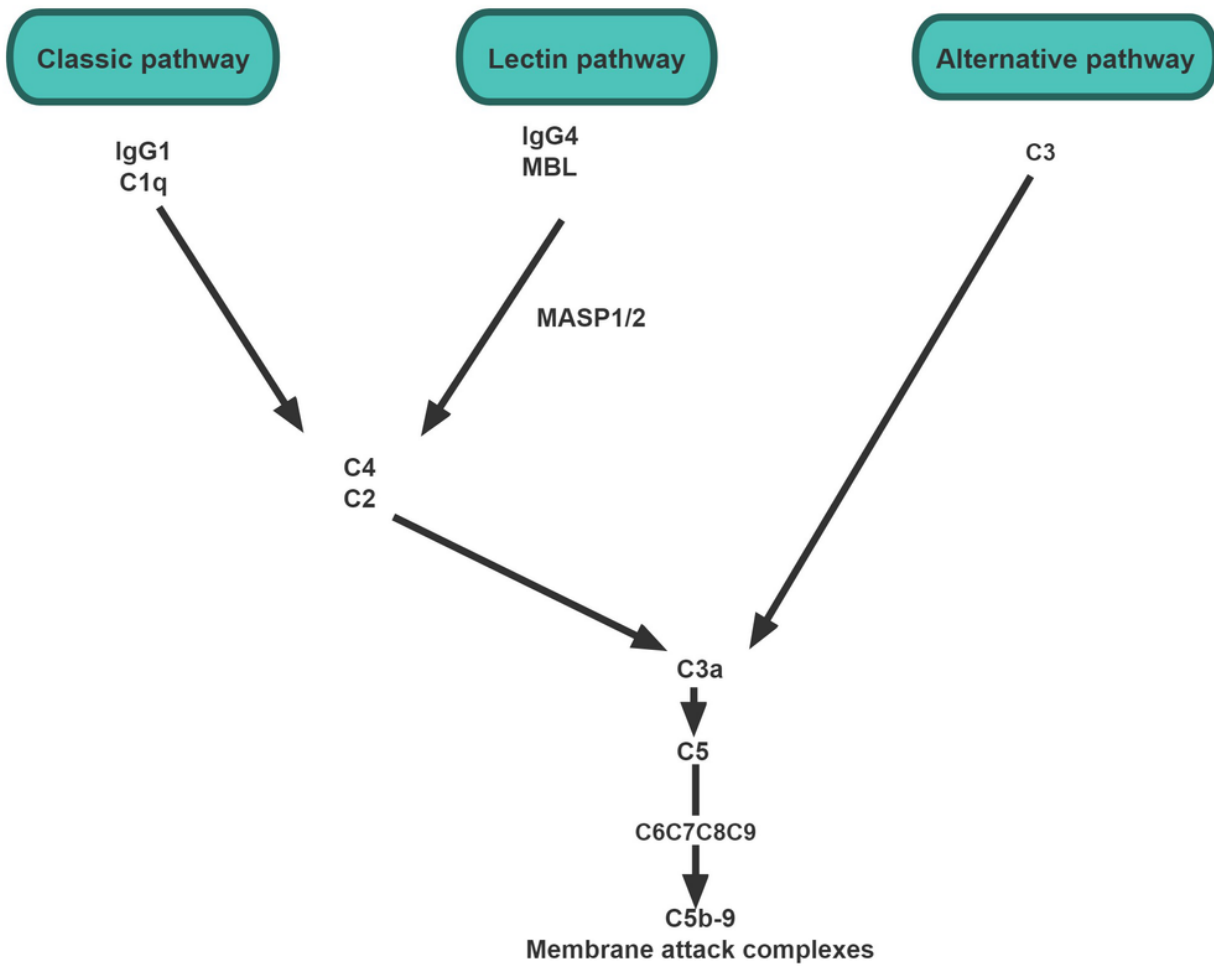 Classic pathway
Lectin pathway
Alternative pathway
IgG1
C1q
IgG4
MBL
C3
MASP1/2
C4
C2
C3a
C5
C6C7C8C9
C5b-9
Membrane attack complexes